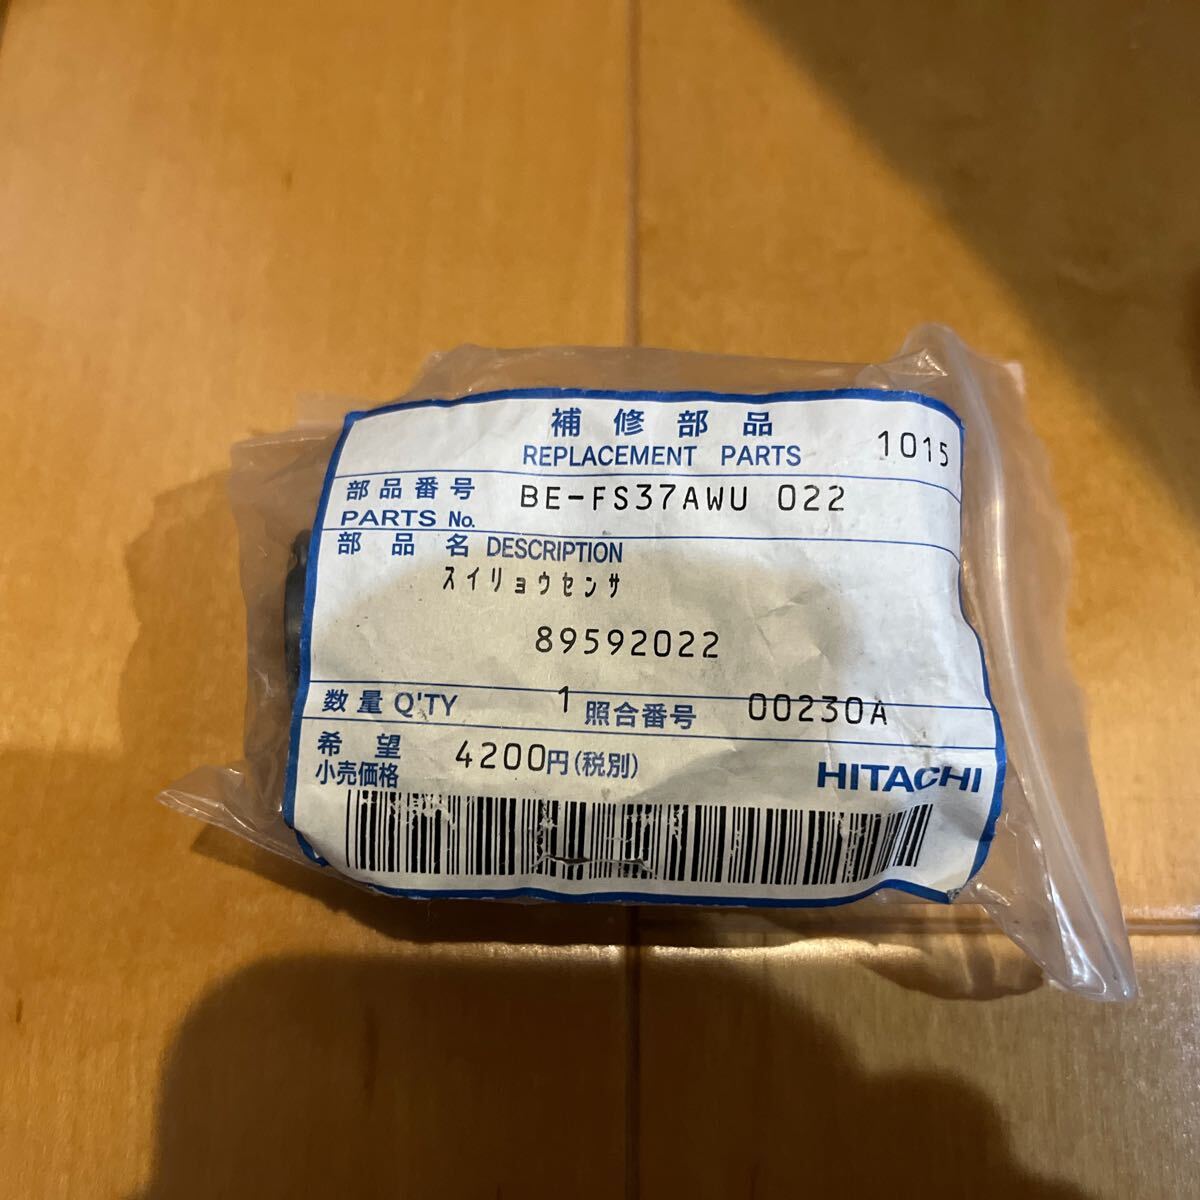 補修部品
REPLACEMENT PARTS 1015
部品番号 BE-FS37AWU 022
PARTS No.
部品名 DESCRIPTION
ｽｲﾘｮｳｾﾝｻ
89592022
数量 Q'TY 1 照合番号 00230A
希望 4200円(税別)
小売価格 HITACHI